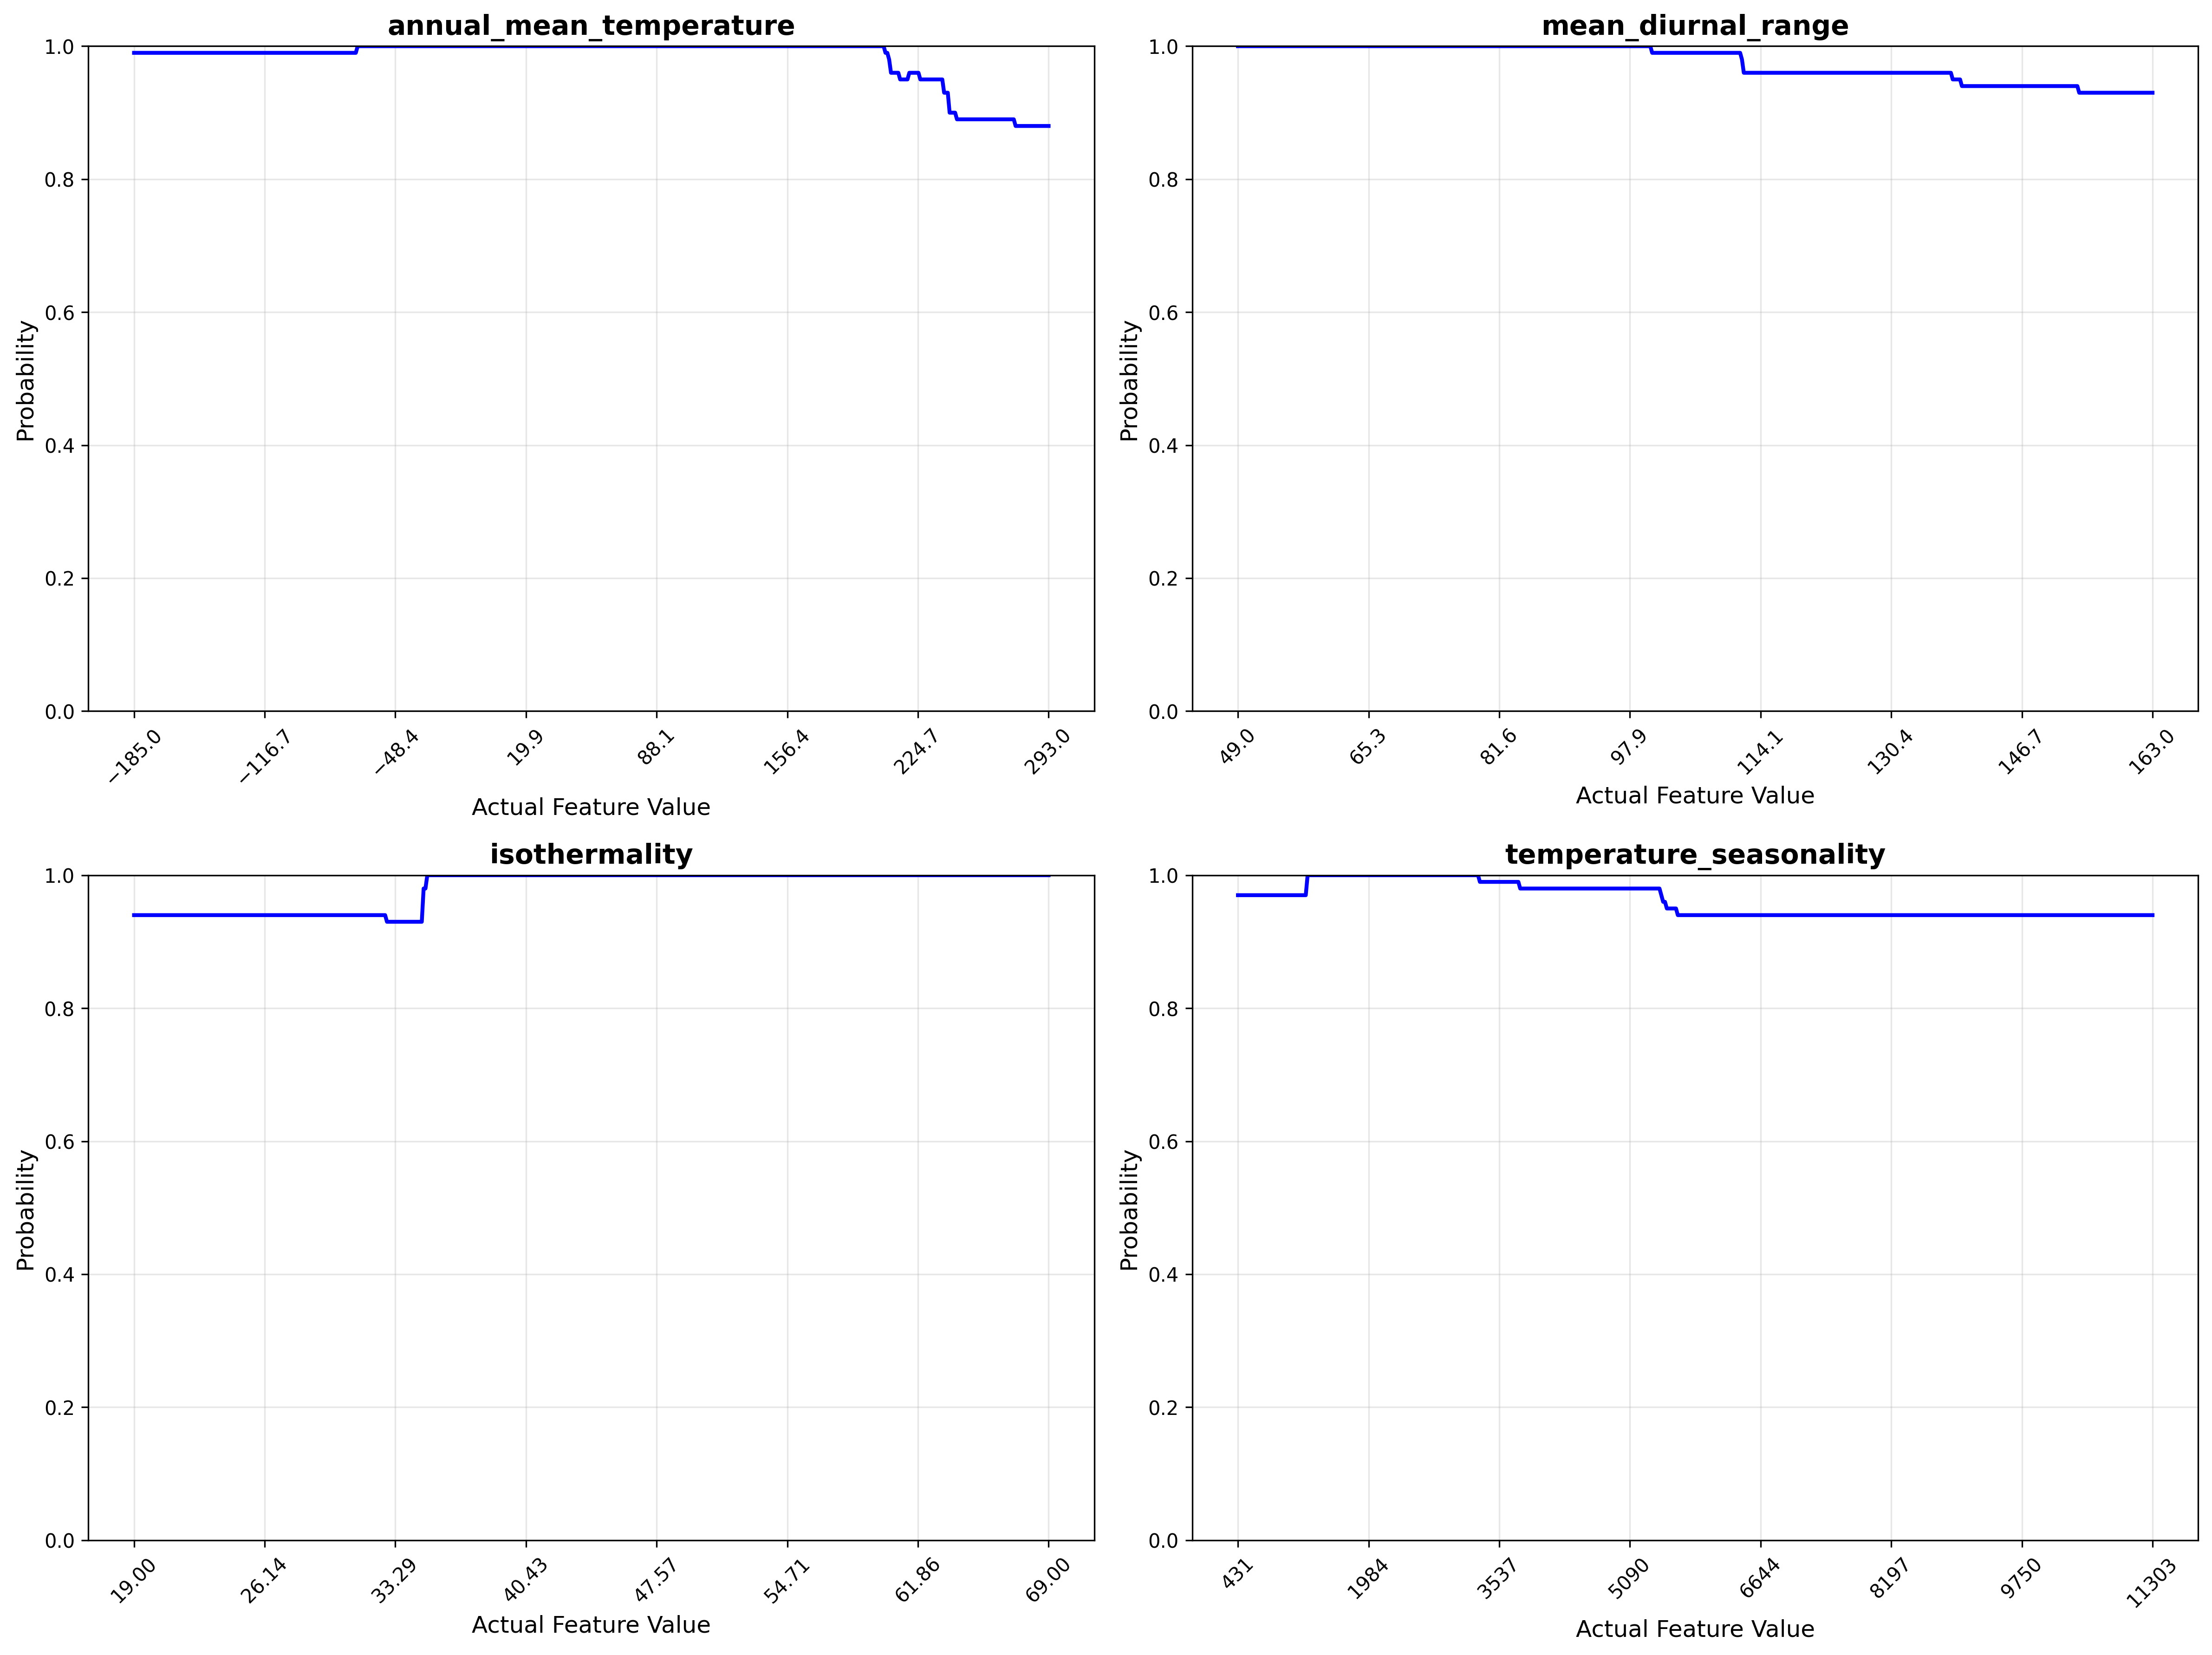 annual_mean_temperature
1.0
0.8
0.6
0.4
0.2
0.0
Probability
−185.0 −116.7 −48.4 19.9 88.1 156.4 224.7 293.0
Actual Feature Value
mean_diurnal_range
1.0
0.8
0.6
0.4
0.2
0.0
Probability
49.0 65.3 81.6 97.9 114.1 130.4 146.7 163.0
Actual Feature Value
isothermality
1.0
0.8
0.6
0.4
0.2
0.0
Probability
19.00 26.14 33.29 40.43 47.57 54.71 61.86 69.00
Actual Feature Value
temperature_seasonality
1.0
0.8
0.6
0.4
0.2
0.0
Probability
431 1984 3537 5090 6644 8197 9750 11303
Actual Feature Value